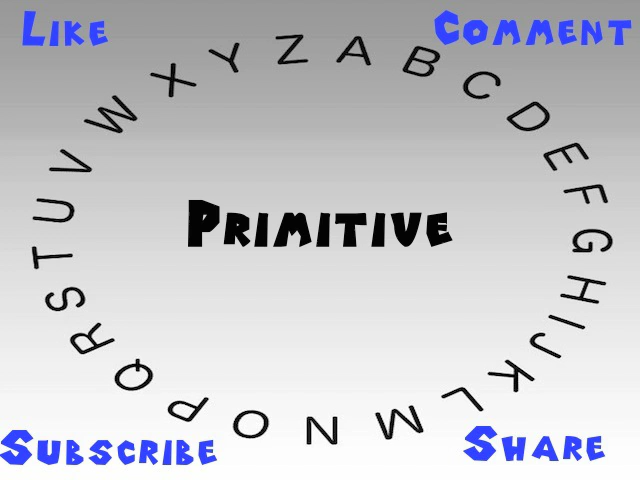 LIKE
COMMENT
A B C D E F G H I J K L M N O P Q R S T U V W X Y Z
PRIMITIVE
SUBSCRIBE
SHARE